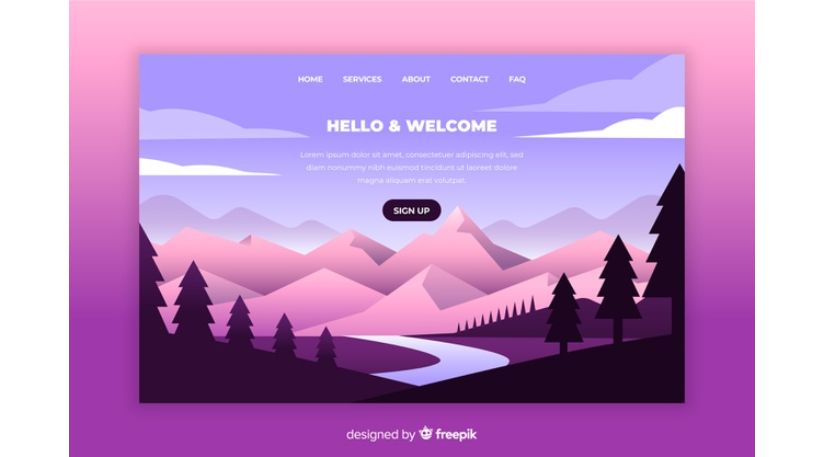 HOME SERVICES ABOUT CONTACT FAQ
HELLO & WELCOME
Lorem ipsum dolor sit amet, consectetuer adipiscing elit, sed
diam nonummy nibh euismod tincidunt ut laoreet dolore
magna aliquam erat volutpat.
SIGN UP
designed by freepik